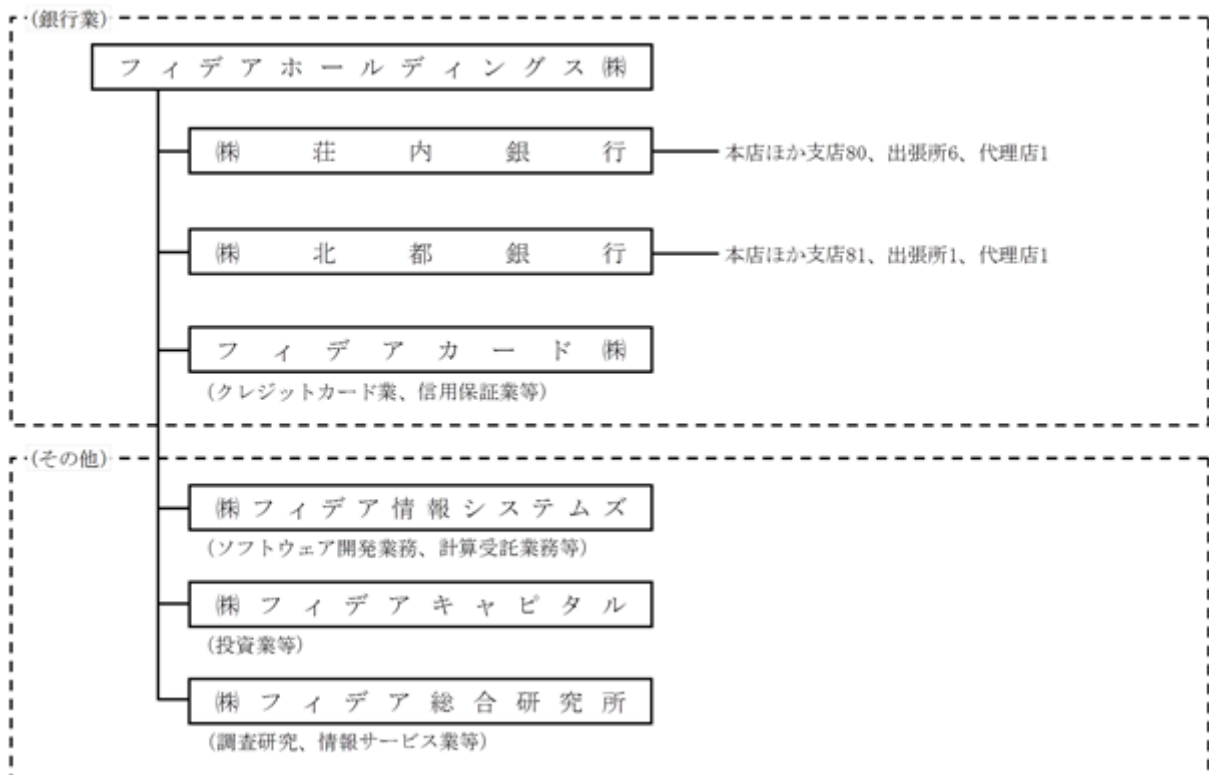 (銀行業)
フィデアホールディングス㈱
㈱荘内銀行
本店ほか支店80、出張所6、代理店1
㈱北都銀行
本店ほか支店81、出張所1、代理店1
フィデアカード㈱
(クレジットカード業、信用保証業等)
(その他)
㈱フィデア情報システムズ
(ソフトウェア開発業務、計算受託業務等)
㈱フィデアキャピタル
(投資業等)
㈱フィデア総合研究所
(調査研究、情報サービス業等)